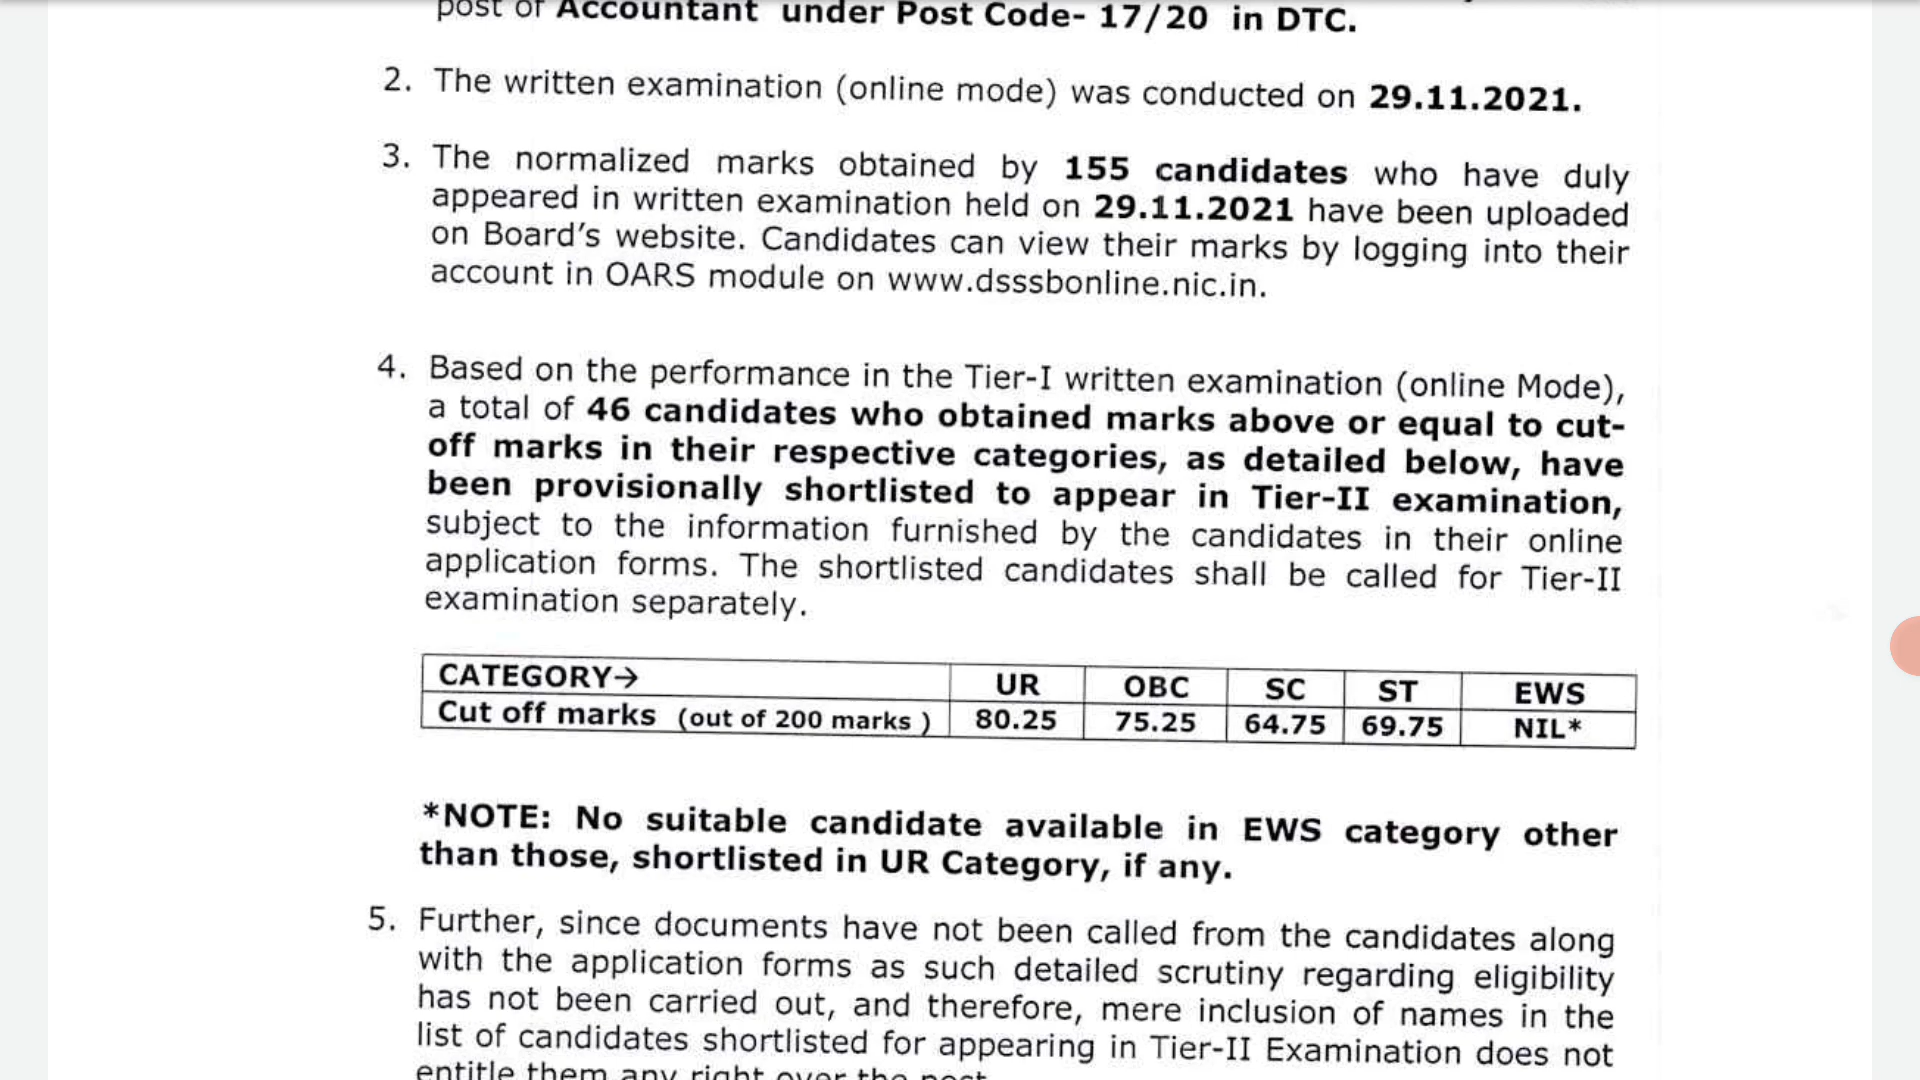 post of Accountant under Post Code- 17/20 in DTC.
2. The written examination (online mode) was conducted on 29.11.2021.
3. The normalized marks obtained by 155 candidates who have duly
appeared in written examination held on 29.11.2021 have been uploaded
on Board's website. Candidates can view their marks by logging into their
account in OARS module on www.dsssbonline.nic.in.
4. Based on the performance in the Tier-I written examination (online Mode),
a total of 46 candidates who obtained marks above or equal to cut-
off marks in their respective categories, as detailed below, have
been provisionally shortlisted to appear in Tier-II examination,
subject to the information furnished by the candidates in their online
application forms. The shortlisted candidates shall be called for Tier-II
examination separately.
CATEGORY→ UR OBC SC ST EWS
Cut off marks (out of 200 marks ) 80.25 75.25 64.75 69.75 NIL*
*NOTE: No suitable candidate available in EWS category other
than those, shortlisted in UR Category, if any.
5. Further, since documents have not been called from the candidates along
with the application forms as such detailed scrutiny regarding eligibility
has not been carried out, and therefore, mere inclusion of names in the
list of candidates shortlisted for appearing in Tier-II Examination does not
entitle them any right over the post.